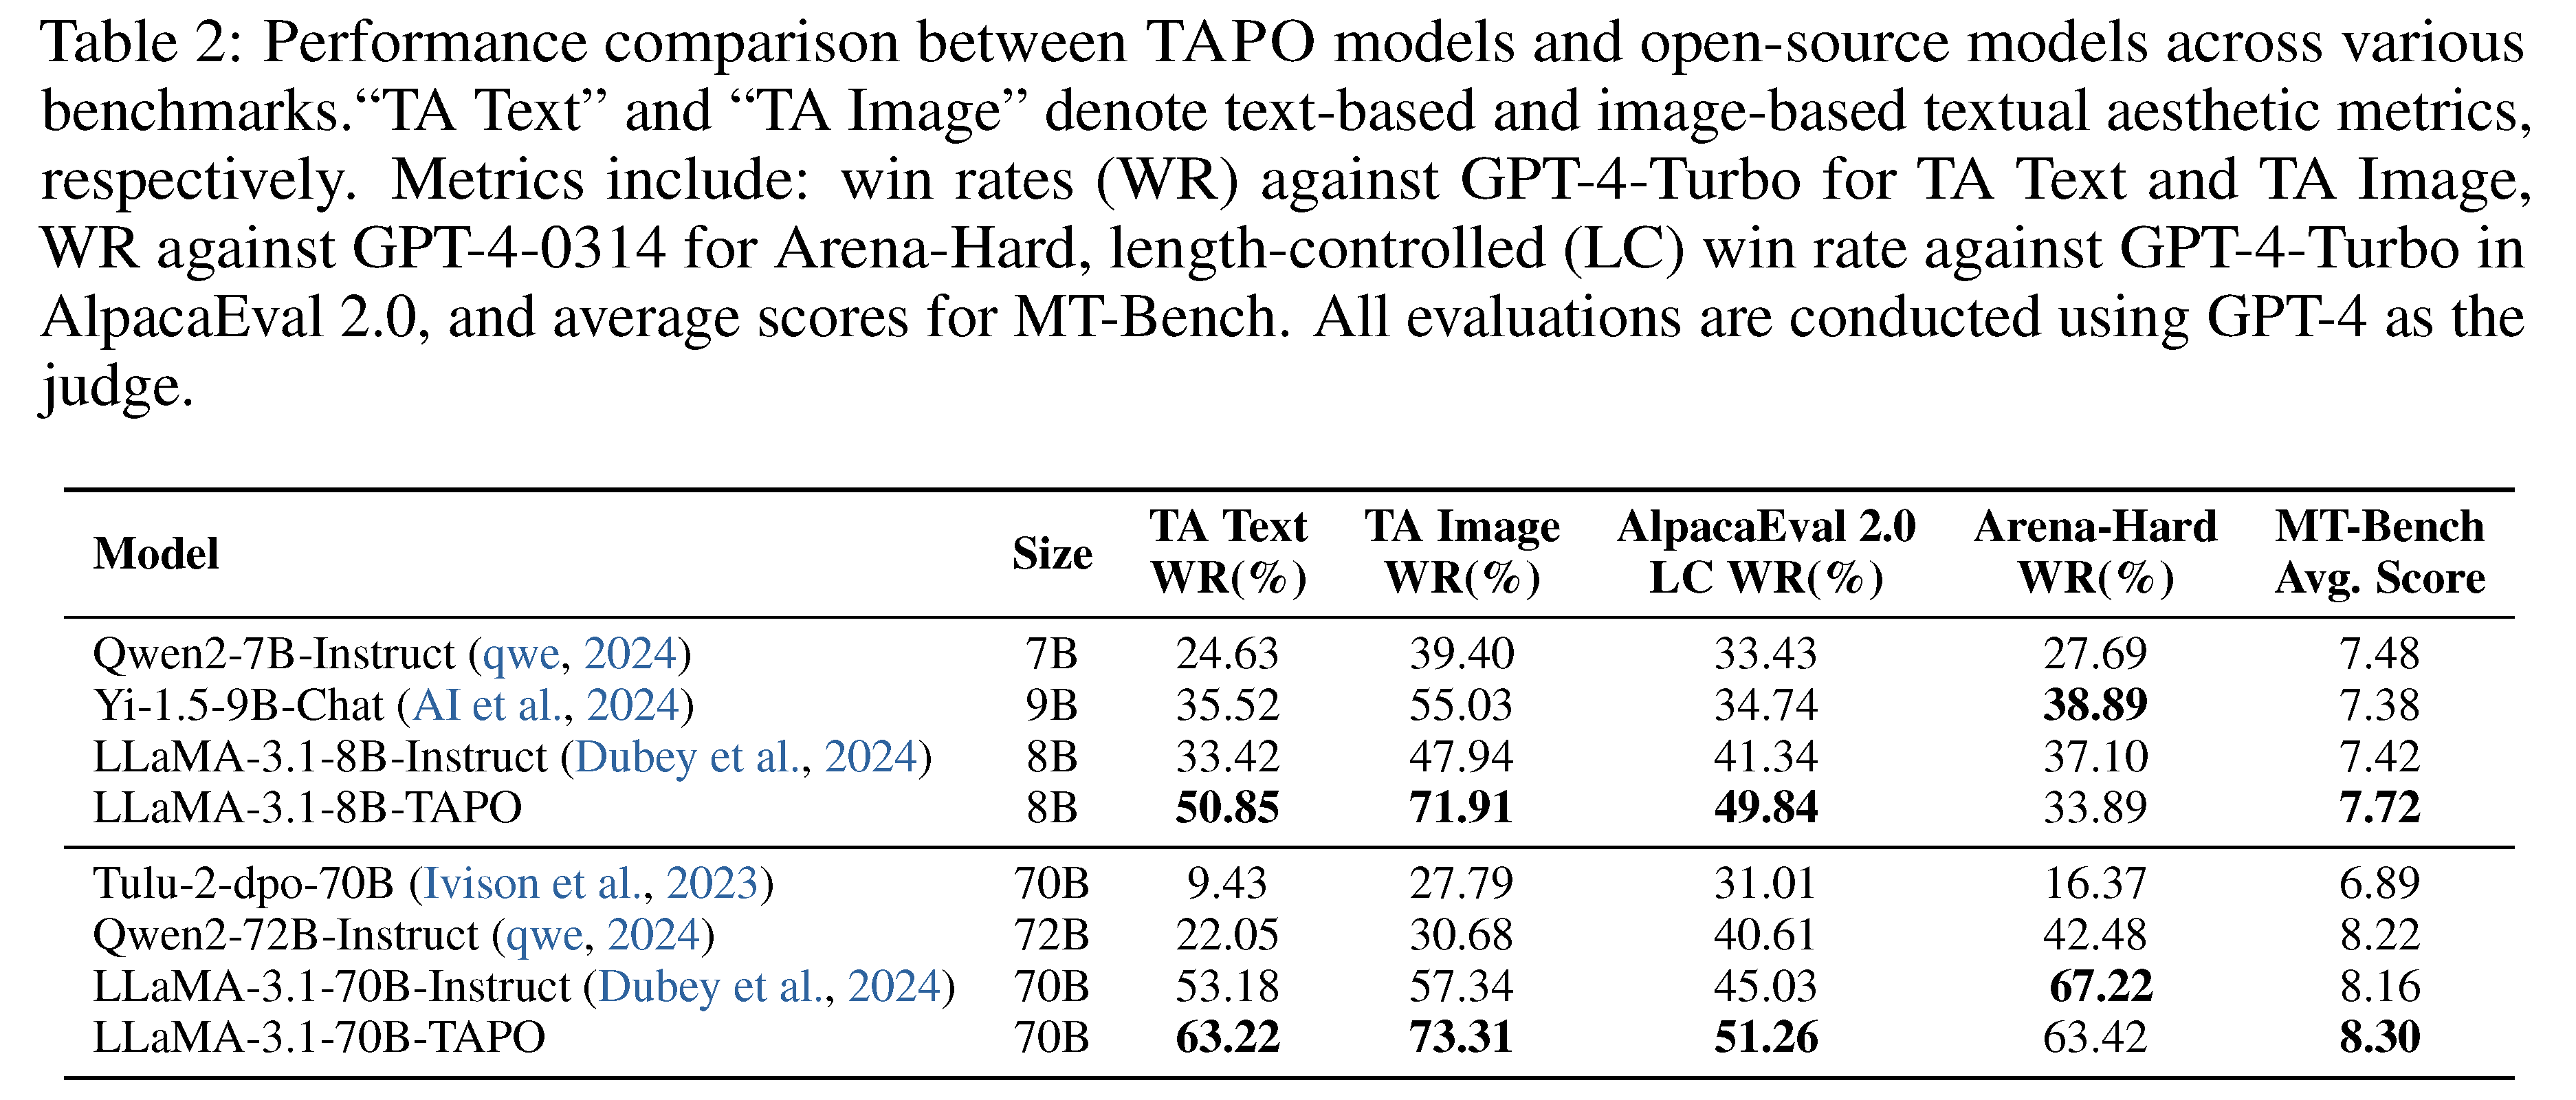 Table 2: Performance comparison between TAPO models and open-source models across various
benchmarks.“TA Text” and “TA Image” denote text-based and image-based textual aesthetic metrics,
respectively. Metrics include: win rates (WR) against GPT-4-Turbo for TA Text and TA Image,
WR against GPT-4-0314 for Arena-Hard, length-controlled (LC) win rate against GPT-4-Turbo in
AlpacaEval 2.0, and average scores for MT-Bench. All evaluations are conducted using GPT-4 as the
judge.
Model Size TA Text WR(%) TA Image WR(%) AlpacaEval 2.0 LC WR(%) Arena-Hard WR(%) MT-Bench Avg. Score
Qwen2-7B-Instruct (qwe, 2024) 7B 24.63 39.40 33.43 27.69 7.48
Yi-1.5-9B-Chat (AI et al., 2024) 9B 35.52 55.03 34.74 38.89 7.38
LLaMA-3.1-8B-Instruct (Dubey et al., 2024) 8B 33.42 47.94 41.34 37.10 7.42
LLaMA-3.1-8B-TAPO 8B 50.85 71.91 49.84 33.89 7.72
Tulu-2-dpo-70B (Ivison et al., 2023) 70B 9.43 27.79 31.01 16.37 6.89
Qwen2-72B-Instruct (qwe, 2024) 72B 22.05 30.68 40.61 42.48 8.22
LLaMA-3.1-70B-Instruct (Dubey et al., 2024) 70B 53.18 57.34 45.03 67.22 8.16
LLaMA-3.1-70B-TAPO 70B 63.22 73.31 51.26 63.42 8.30